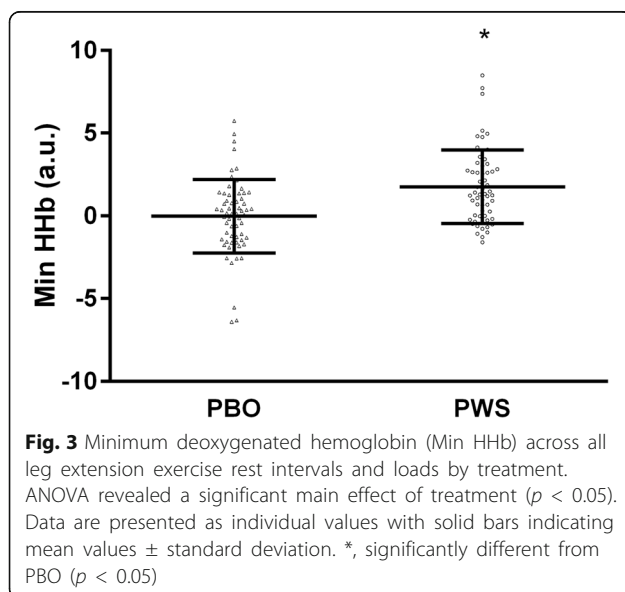 *
10
5
0
-5
-10
Min HHb (a.u.)
PBO
PWS
Fig. 3 Minimum deoxygenated hemoglobin (Min HHb) across all
leg extension exercise rest intervals and loads by treatment.
ANOVA revealed a significant main effect of treatment (p < 0.05).
Data are presented as individual values with solid bars indicating
mean values ± standard deviation. *, significantly different from
PBO (p < 0.05)